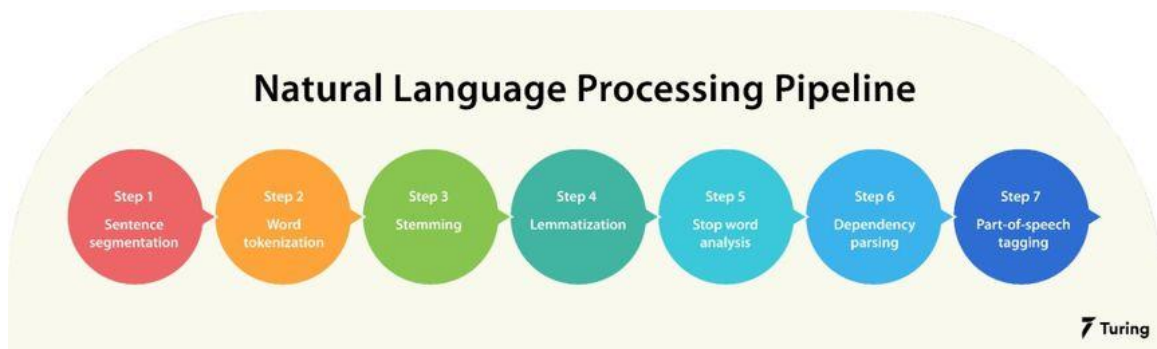 Natural Language Processing Pipeline
Step 1
Sentence
segmentation
Step 2
Word
tokenization
Step 3
Stemming
Step 4
Lemmatization
Step 5
Stop word
analysis
Step 6
Dependency
parsing
Step 7
Part-of-speech
tagging
Turing